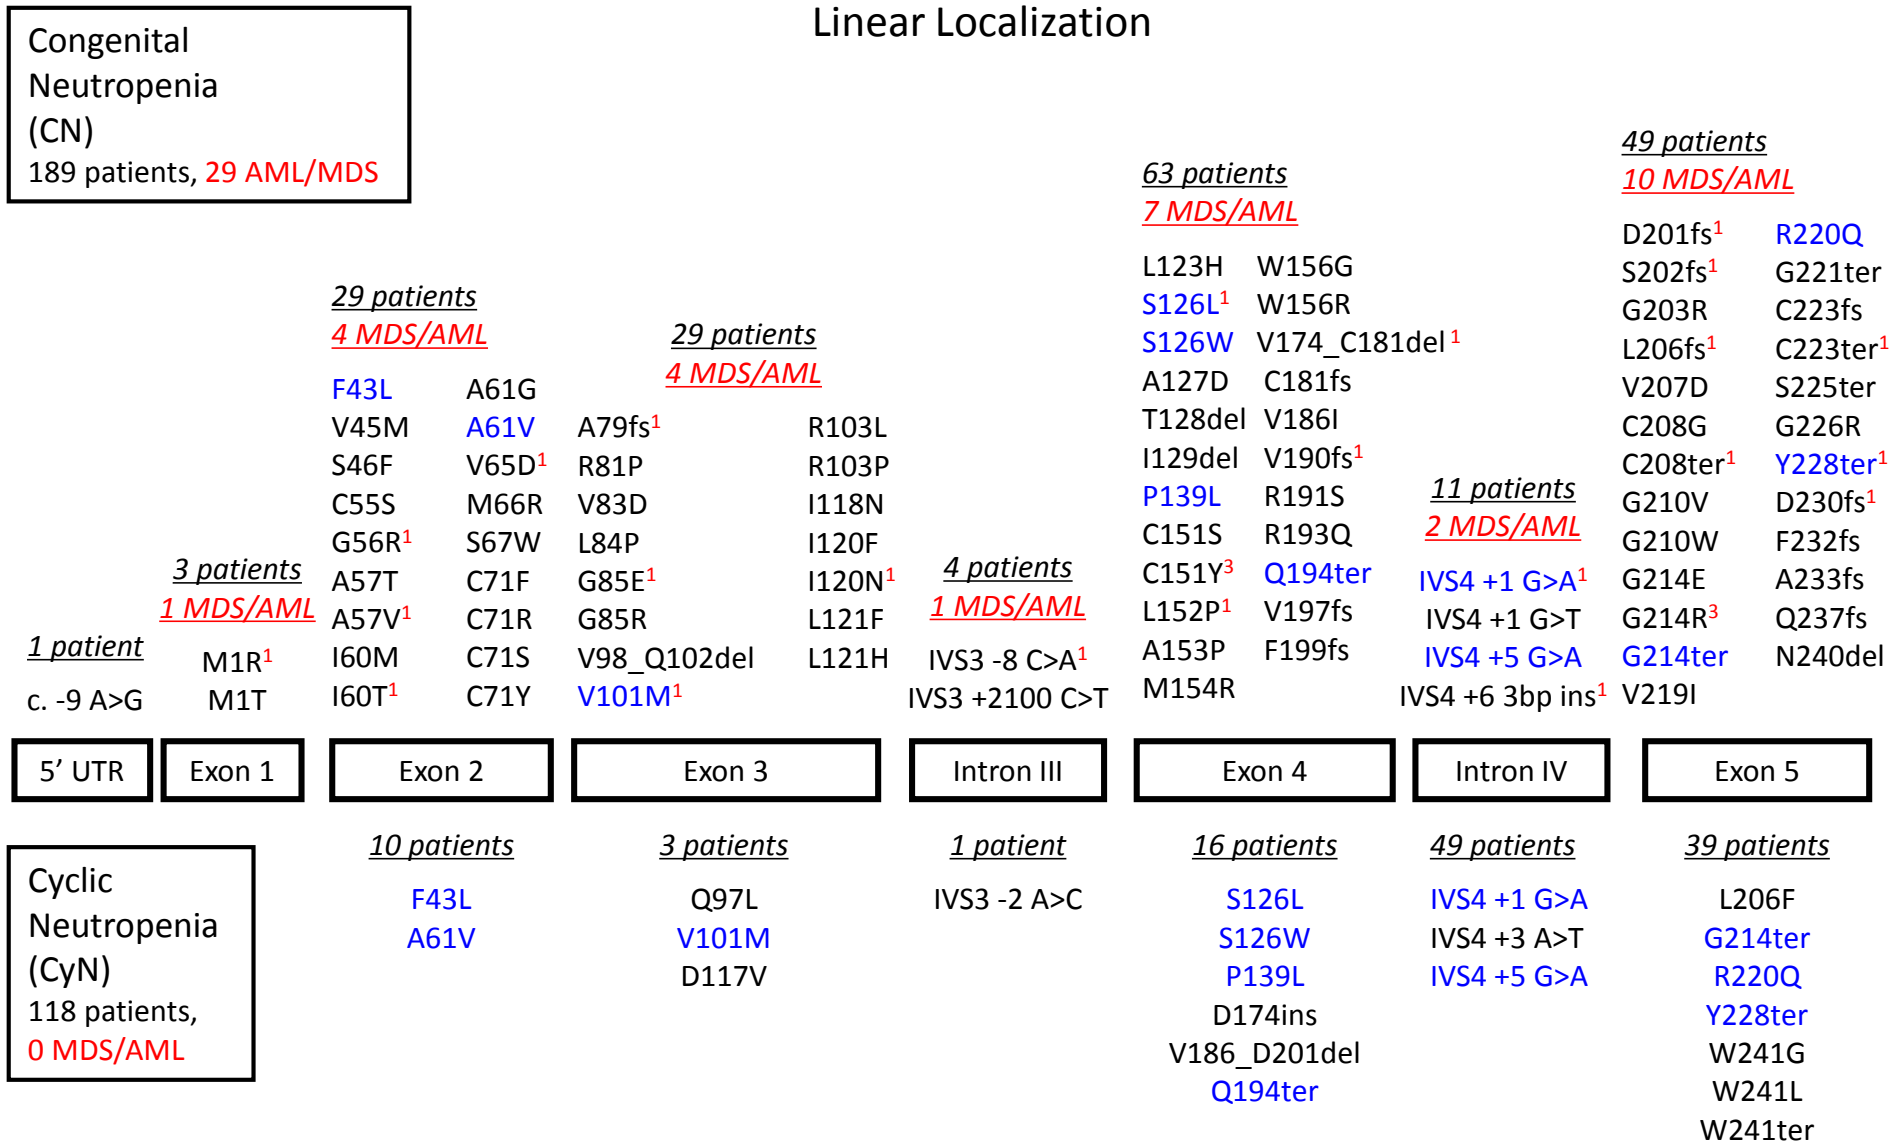 Linear Localization
Congenital
Neutropenia
(CN)
189 patients, 29 AML/MDS
1 patient
c. -9 A>G
3 patients
1 MDS/AML
M1R¹
M1T
29 patients
4 MDS/AML
F43L A61G
V45M A61V
S46F V65D¹
C55S M66R
G56R¹ S67W
A57T C71F
A57V¹ C71R
I60M C71S
I60T¹ C71Y
29 patients
4 MDS/AML
A79fs¹ R103L
R81P R103P
V83D I118N
L84P I120F
G85E¹ I120N¹
G85R L121F
V98_Q102del L121H
V101M¹
4 patients
1 MDS/AML
IVS3 -8 C>A¹
IVS3 +2100 C>T
63 patients
7 MDS/AML
L123H W156G
S126L¹ W156R
S126W V174_C181del ¹
A127D C181fs
T128del V186I
I129del V190fs¹
P139L R191S
C151S R193Q
C151Y³ Q194ter
L152P¹ V197fs
A153P F199fs
M154R
11 patients
2 MDS/AML
IVS4 +1 G>A¹
IVS4 +1 G>T
IVS4 +5 G>A
IVS4 +6 3bp ins¹
49 patients
10 MDS/AML
D201fs¹ R220Q
S202fs¹ G221ter
G203R C223fs
L206fs¹ C223ter¹
V207D S225ter
C208G G226R
C208ter¹ Y228ter¹
G210V D230fs¹
G210W F232fs
G214E A233fs
G214R³ Q237fs
G214ter N240del
V219I
5’ UTR Exon 1 Exon 2 Exon 3 Intron III Exon 4 Intron IV Exon 5
Cyclic
Neutropenia
(CyN)
118 patients,
0 MDS/AML
10 patients
F43L
A61V
3 patients
Q97L
V101M
D117V
1 patient
IVS3 -2 A>C
16 patients
S126L
S126W
P139L
D174ins
V186_D201del
Q194ter
49 patients
IVS4 +1 G>A
IVS4 +3 A>T
IVS4 +5 G>A
39 patients
L206F
G214ter
R220Q
Y228ter
W241G
W241L
W241ter